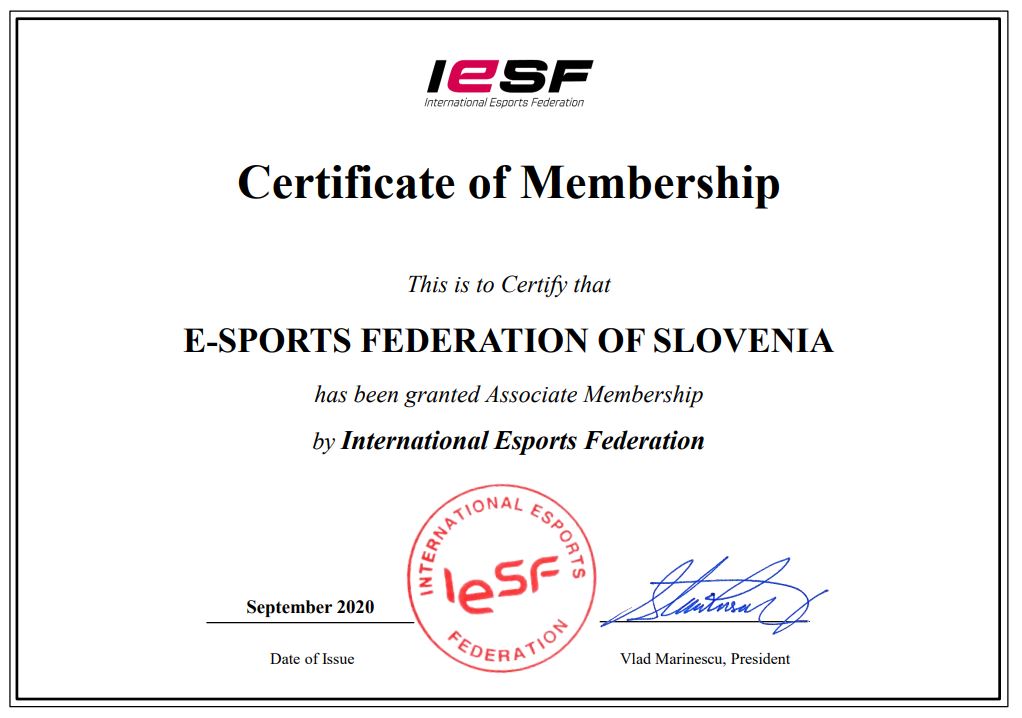 IESF
International Esports Federation
Certificate of Membership
This is to Certify that
E-SPORTS FEDERATION OF SLOVENIA
has been granted Associate Membership
by International Esports Federation
INTERNATIONAL ESPORTS
IeSF
FEDERATION
September 2020
Date of Issue
Vlad Marinescu, President